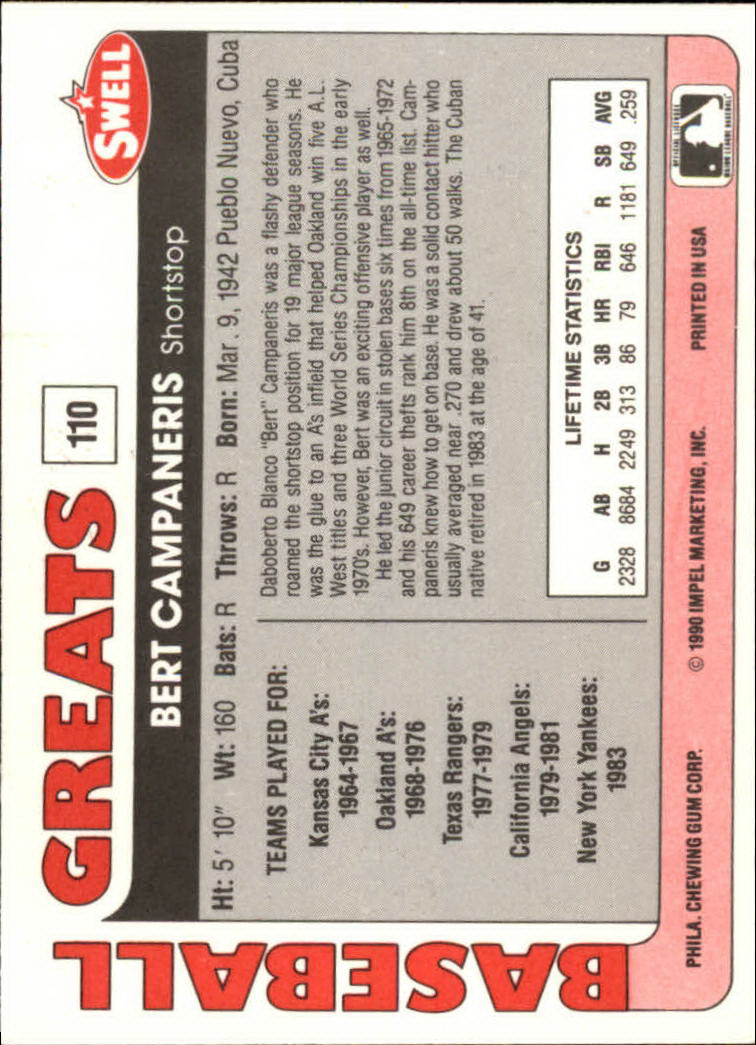 BASEBALL
GREATS
110
SWELL
BERT CAMPANERIS Shortstop
Ht: 5' 10" Wt: 160 Bats: R Throws: R Born: Mar. 9, 1942 Pueblo Nuevo, Cuba
TEAMS PLAYED FOR:
Kansas City A's:
1964-1967
Oakland A's:
1968-1976
Texas Rangers:
1977-1979
California Angels:
1979-1981
New York Yankees:
1983
Daboberto Blanco "Bert" Campaneris was a flashy defender who
roamed the shortstop position for 19 major league seasons. He
was the glue to an A's infield that helped Oakland win five A.L.
West titles and three World Series Championships in the early
1970's. However, Bert was an exciting offensive player as well.
He led the junior circuit in stolen bases six times from 1965-1972
and his 649 career thefts rank him 8th on the all-time list. Cam-
paneris knew how to get on base. He was a solid contact hitter who
usually averaged near .270 and drew about 50 walks. The Cuban
native retired in 1983 at the age of 41.
LIFETIME STATISTICS
G AB H 2B 3B HR RBI R SB AVG
2328 8684 2249 313 86 79 646 1181 649 .259
PHILA. CHEWING GUM CORP. © 1990 IMPEL MARKETING, INC. PRINTED IN USA
OFFICIAL LICENSEE
MAJOR LEAGUE BASEBALL